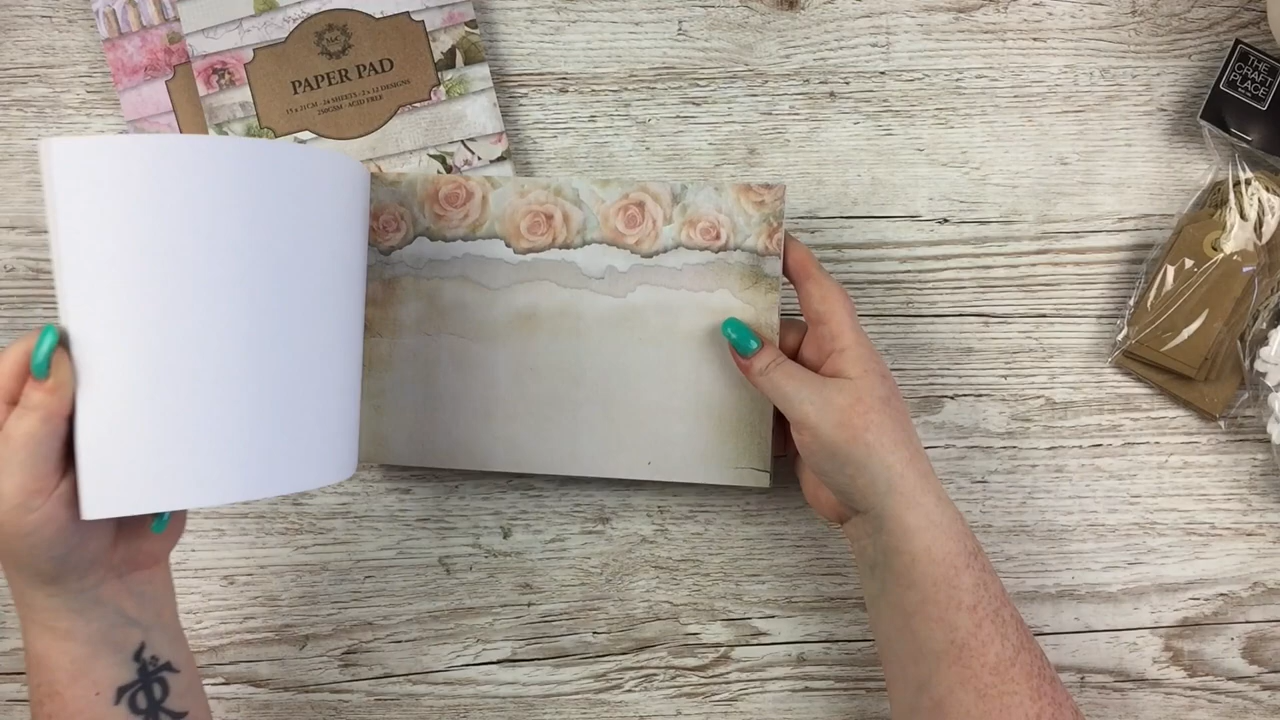 PAPER PAD
15 x 21CM · 24 SHEETS · 2 x 12 DESIGNS
250GSM · ACID FREE
THE
CRAFT
PLACE